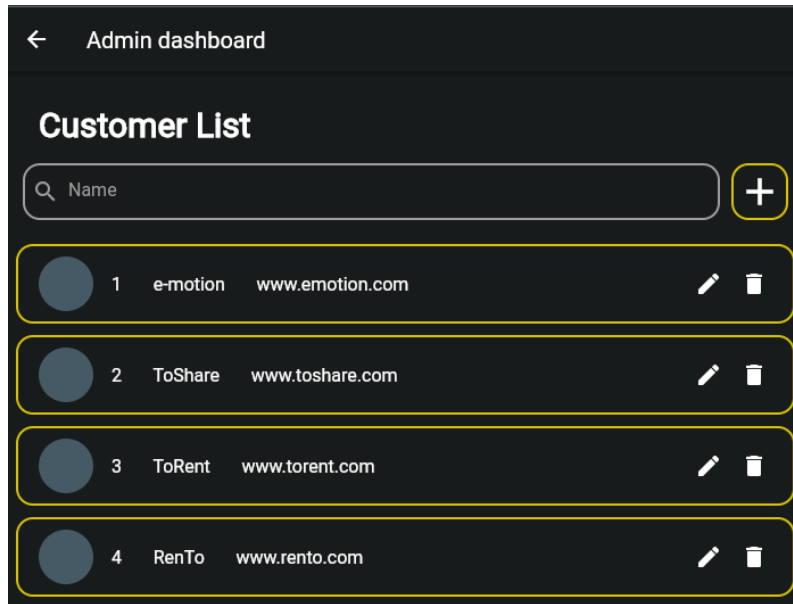 Admin dashboard
Customer List
Name
1 e-motion www.emotion.com
2 ToShare www.toshare.com
3 ToRent www.torent.com
4 RenTo www.rento.com